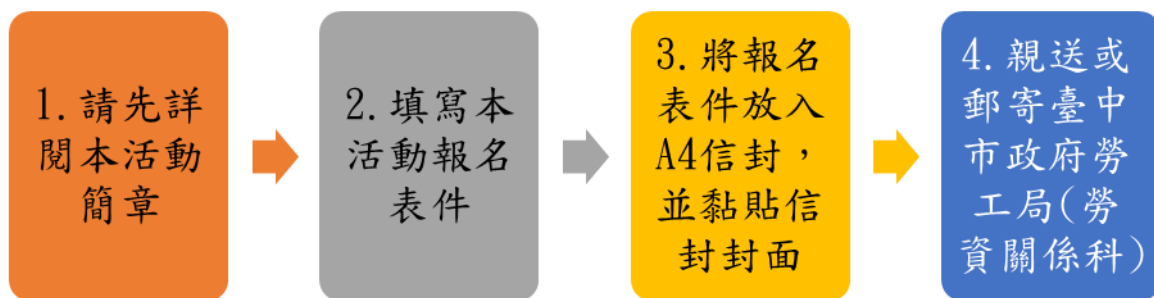 1.請先詳
閱本活動
簡章
2.填寫本
活動報名
表件
3.將報名
表件放入
A4信封，
並黏貼信
封封面
4.親送或
郵寄臺中
市政府勞
工局(勞
資關係科)